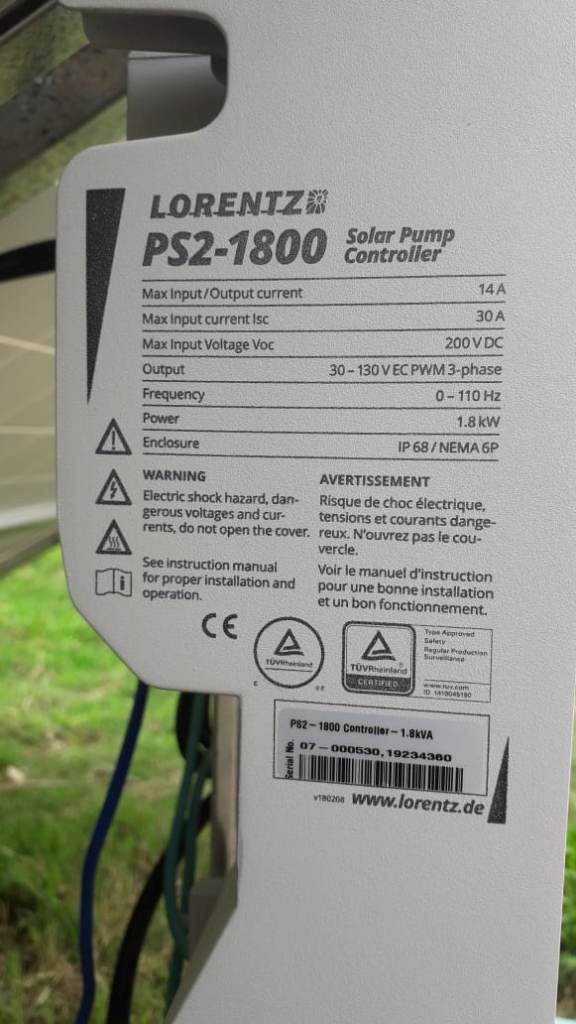 LORENTZ
PS2-1800 Solar Pump Controller
Max Input/Output current 14 A
Max Input current Isc 30 A
Max Input Voltage Voc 200 V DC
Output 30 – 130 V EC PWM 3-phase
Frequency 0 – 110 Hz
Power 1.8 kW
Enclosure IP 68 / NEMA 6P
WARNING
Electric shock hazard, dan-
gerous voltages and cur-
rents, do not open the cover.
See instruction manual
for proper installation and
operation.
AVERTISSEMENT
Risque de choc électrique,
tensions et courants dange-
reux. N'ouvrez pas le cou-
vercle.
Voir le manuel d'instruction
pour une bonne installation
et un bon fonctionnement.
CE
TÜVRheinland
TÜVRheinland®
CERTIFIED
Type Approved
Safety
Regular Production
Surveillance
www.tuv.com
PS2 – 1800 Controller – 1.8kVA
Serial No. 07 – 000530,19234360
v180208 www.lorentz.de